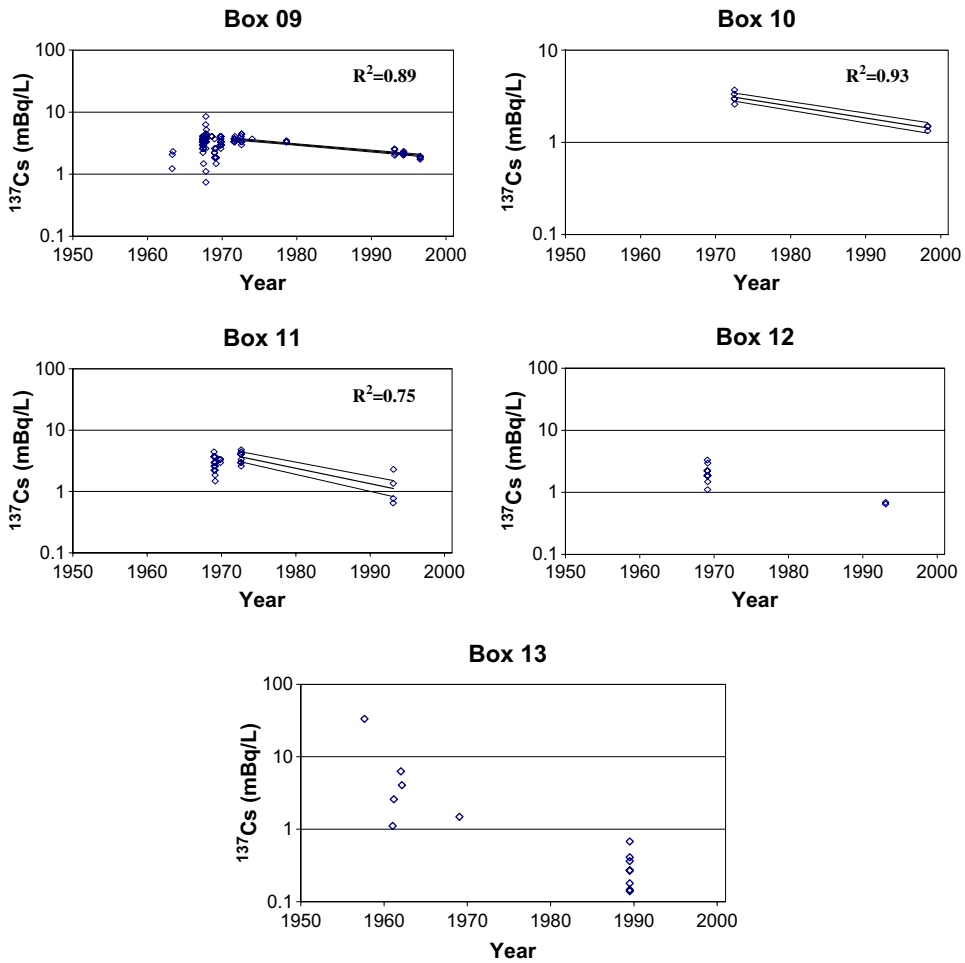 Box 09
100
10
1
0.1
137Cs (mBq/L)
R2=0.89
1950 1960 1970 1980 1990 2000
Year
Box 10
10
1
0.1
137Cs (mBq/L)
R2=0.93
1950 1960 1970 1980 1990 2000
Year
Box 11
100
10
1
0.1
137Cs (mBq/L)
R2=0.75
1950 1960 1970 1980 1990 2000
Year
Box 12
100
10
1
0.1
137Cs (mBq/L)
1950 1960 1970 1980 1990 2000
Year
Box 13
100
10
1
0.1
137Cs (mBq/L)
1950 1960 1970 1980 1990 2000
Year